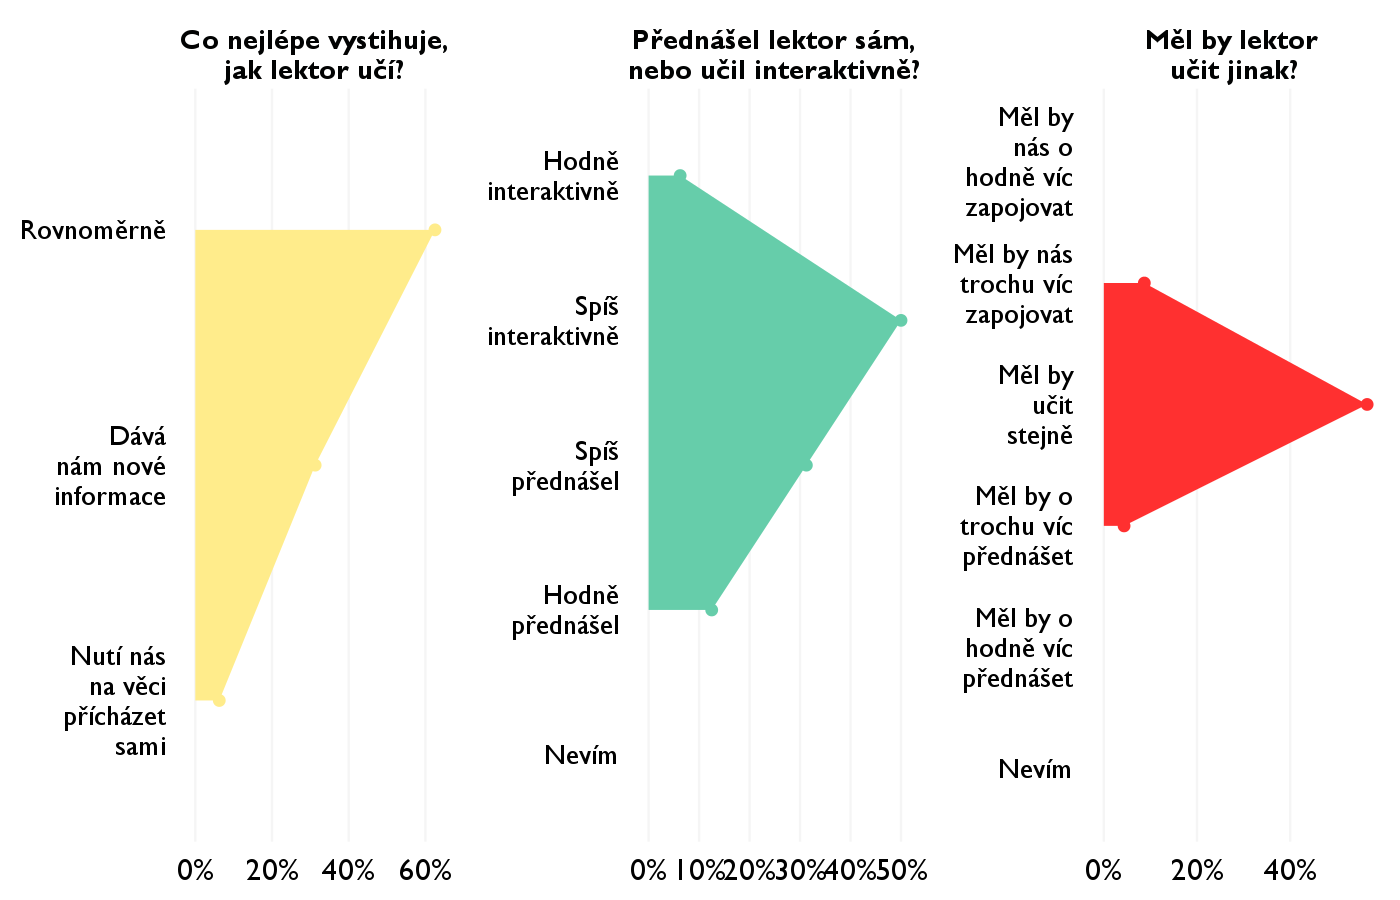 Co nejlépe vystihuje,
jak lektor učí?
Rovnoměrně
Dává
nám nové
informace
Nutí nás
na věci
přícházet
sami
0% 20% 40% 60%
Přednášel lektor sám,
nebo učil interaktivně?
Hodně
interaktivně
Spíš
interaktivně
Spíš
přednášel
Hodně
přednášel
Nevím
0% 10% 20% 30% 40% 50%
Měl by lektor
učit jinak?
Měl by
nás o
hodně víc
zapojovat
Měl by nás
trochu víc
zapojovat
Měl by
učit
stejně
Měl by o
trochu víc
přednášet
Měl by o
hodně víc
přednášet
Nevím
0% 20% 40%